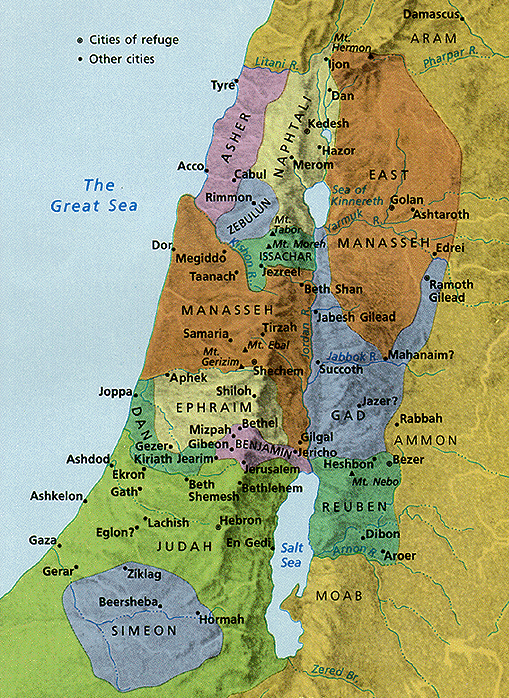 Cities of refuge
Other cities
Damascus
ARAM
Mt.
Hermon
Pharpar R.
Litani R.
Ijon
Tyre
Dan
ASHER
NAPHTALI
Kedesh
Hazor
Merom
EAST
Acco
Cabul
Rimmon
Sea of
Kinnereth
Golan
Ashtaroth
The
Great Sea
ZEBULUN
Mt.
Tabor
Yarmuk R.
MANASSEH
Dor
Kishon R.
Mt. Moreh
ISSACHAR
Edrei
Megiddo
Jezreel
Taanach
Beth Shan
Ramoth
Gilead
MANASSEH
Jabesh Gilead
Tirzah
Samaria
Mt. Ebal
Jordan R.
Mt.
Gerizim
Shechem
Jabbok R.
Mahanaim?
Succoth
Aphek
Joppa
Shiloh
EPHRAIM
DAN
Jazer?
GAD
Rabbah
Bethel
Mizpah
Gezer
Gibeon
BENJAMIN
Gilgal
Jericho
AMMON
Kiriath Jearim
Ashdod
Jerusalem
Heshbon
Bezer
Ekron
Mt. Nebo
Gath
Beth
Shemesh
Bethlehem
Ashkelon
REUBEN
Lachish
Hebron
Eglon?
Dibon
Gaza
JUDAH
En Gedi
Salt
Sea
Arnon R.
Aroer
Gerar
Ziklag
MOAB
Beersheba
Hormah
SIMEON
Zered Br.